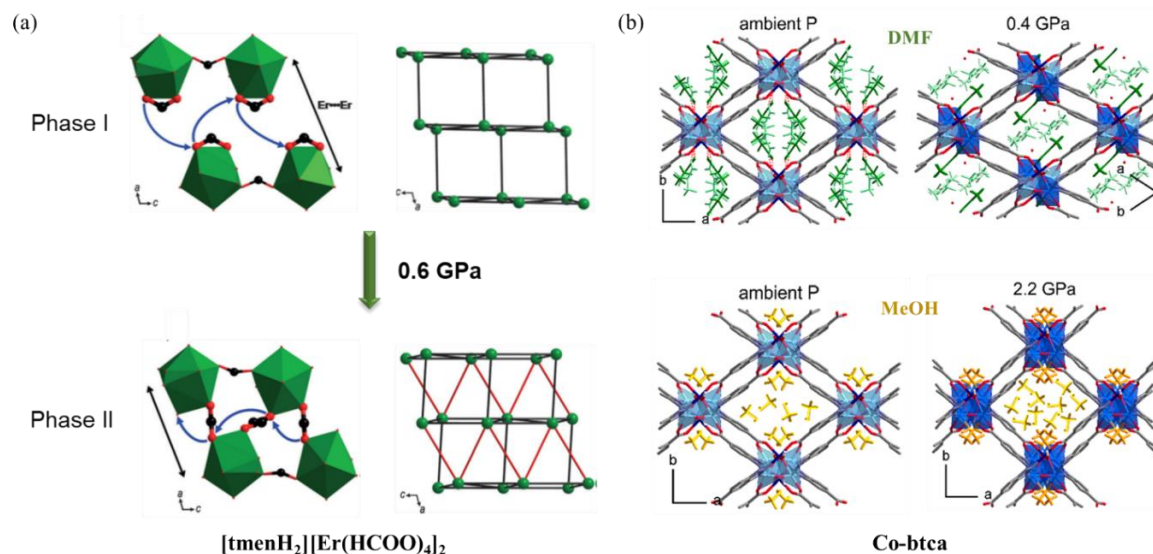 (a)
Phase I
Er···Er
a
c
c
a
0.6 GPa
Phase II
a
c
c
a
[tmenH₂][Er(HCOO)₄]₂
(b)
ambient P
DMF
0.4 GPa
b
a
a
b
ambient P
MeOH
2.2 GPa
b
a
b
a
Co-btca